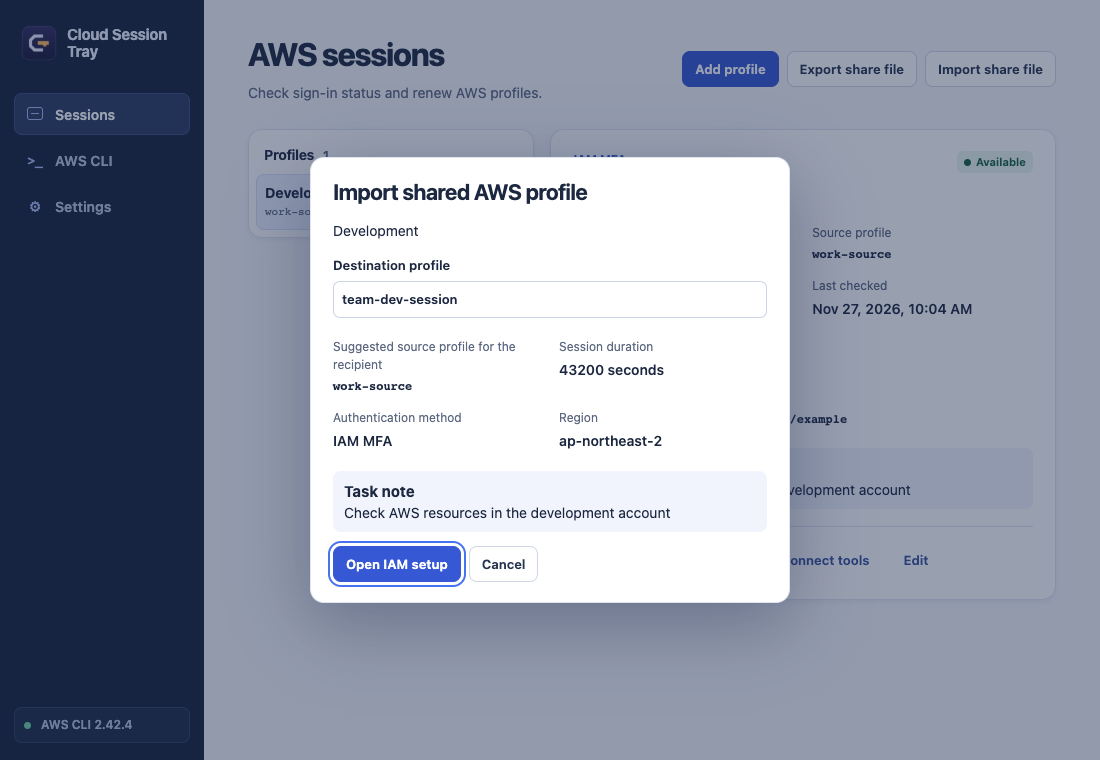 Cloud Session
Tray
Sessions
>_ AWS CLI
Settings
AWS CLI 2.42.4
AWS sessions
Check sign-in status and renew AWS profiles.
Add profile
Export share file
Import share file
Profiles 1
Develo
work-so
Available
Source profile
work-source
Last checked
Nov 27, 2026, 10:04 AM
/example
velopment account
onnect tools
Edit
Import shared AWS profile
Development
Destination profile
team-dev-session
Suggested source profile for the
recipient
work-source
Session duration
43200 seconds
Authentication method
IAM MFA
Region
ap-northeast-2
Task note
Check AWS resources in the development account
Open IAM setup
Cancel